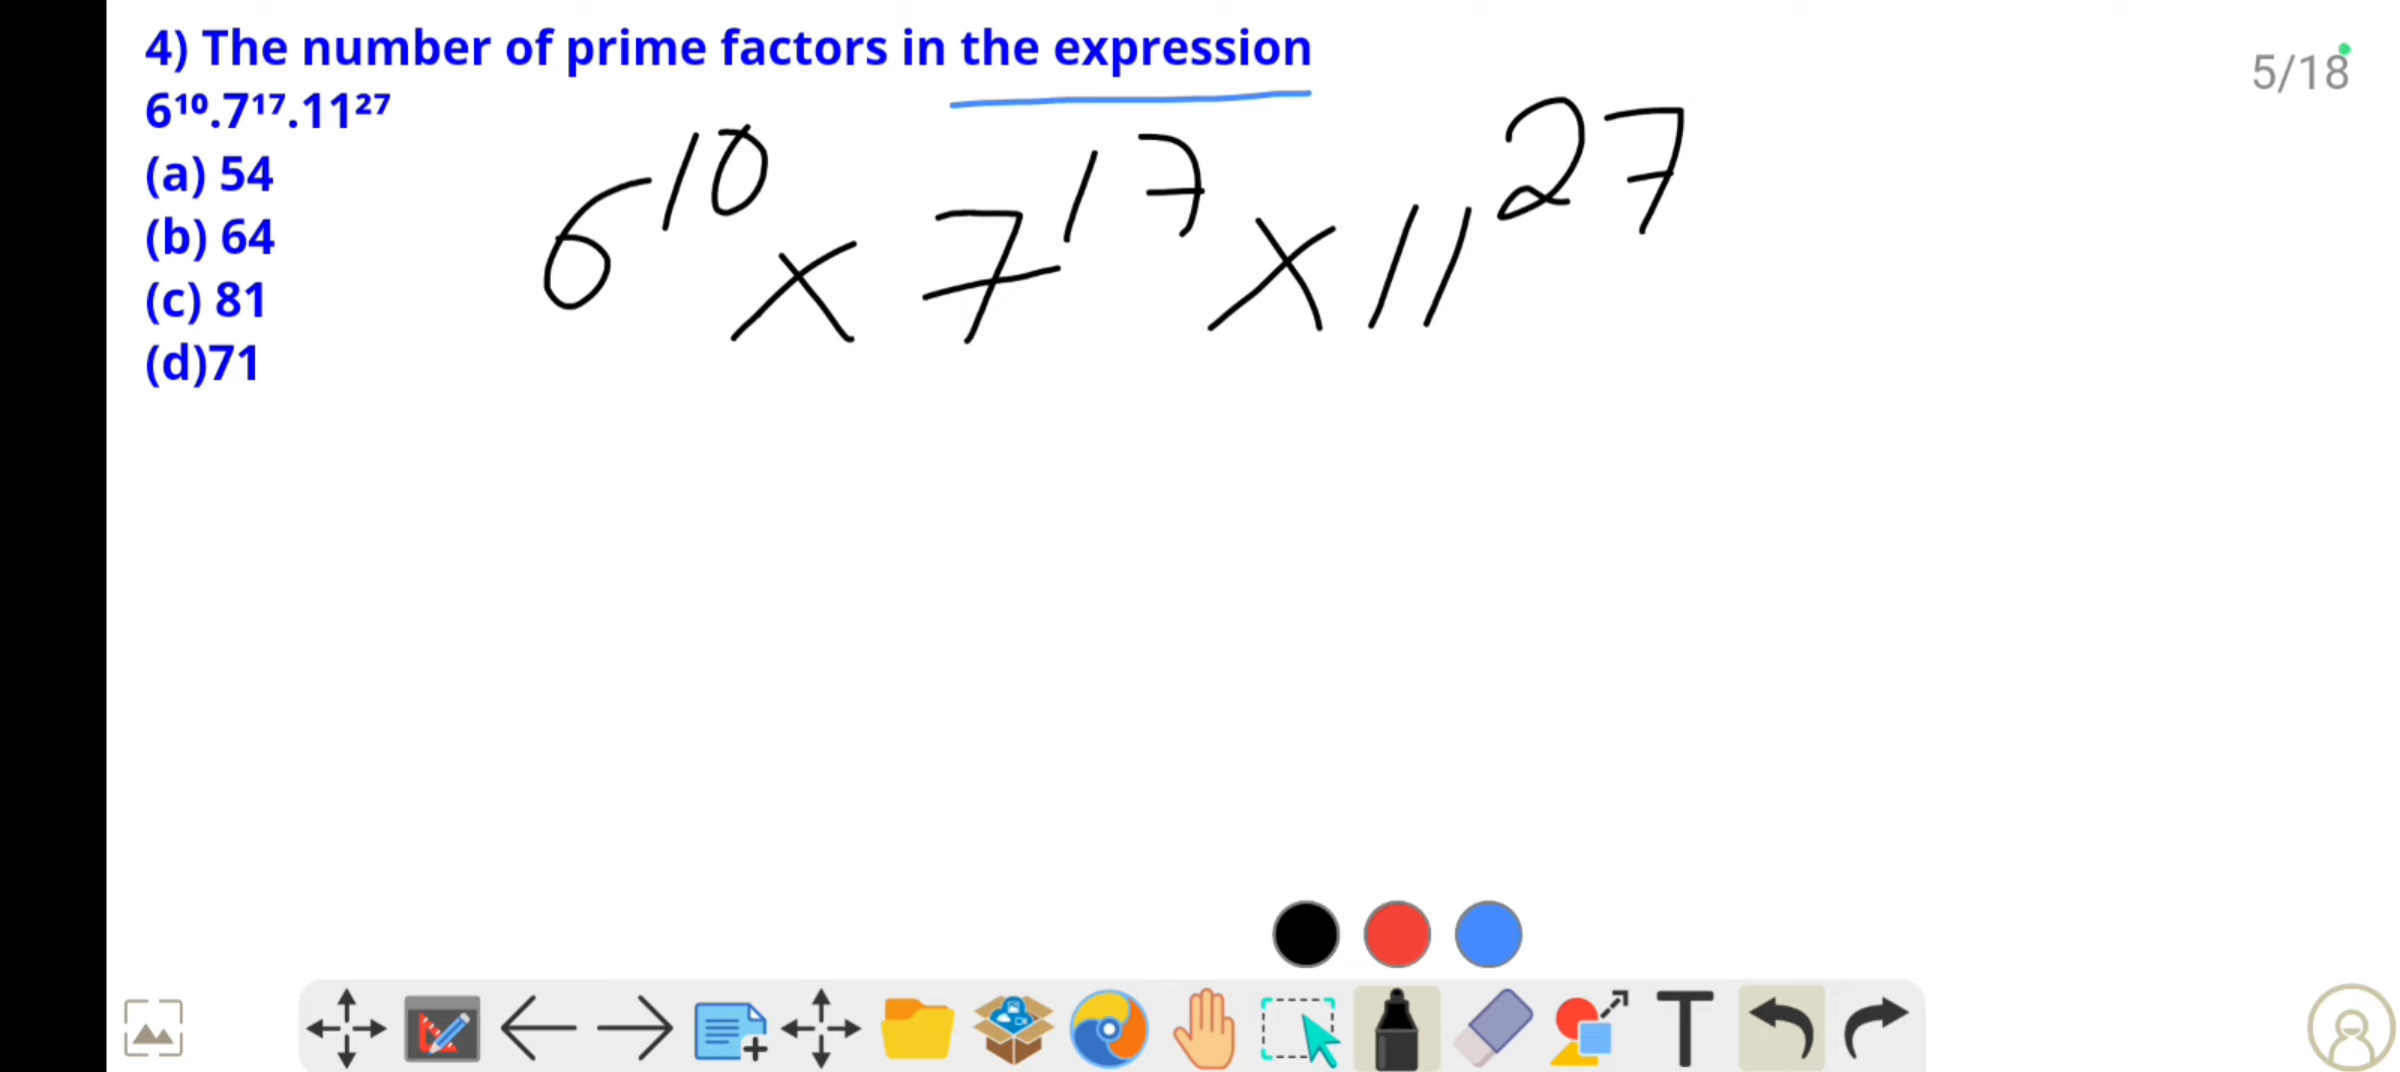 4) The number of prime factors in the expression
6¹⁰.7¹⁷.11²⁷
(a) 54
(b) 64
(c) 81
(d)71
6¹⁰ x 7¹⁷ x 11²⁷
5/18